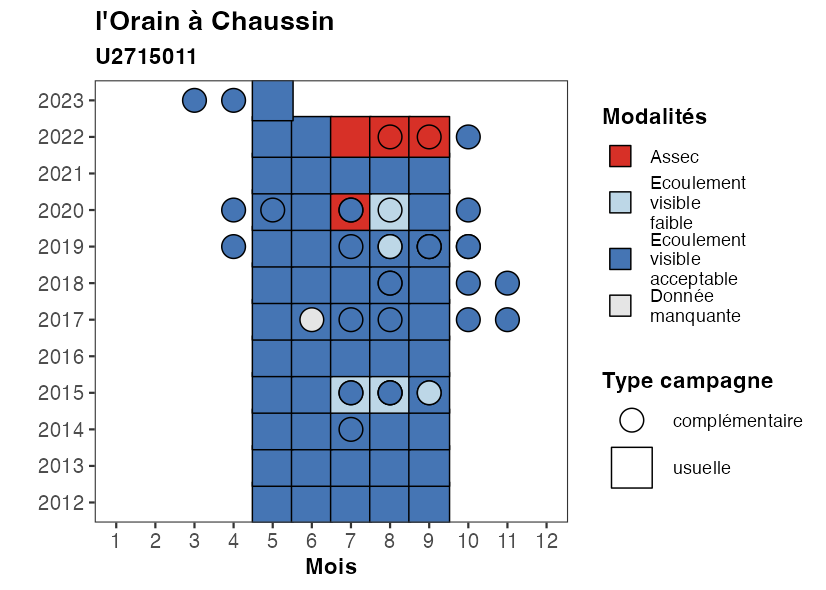 l'Orain à Chaussin
U2715011
2023
2022
2021
2020
2019
2018
2017
2016
2015
2014
2013
2012
1 2 3 4 5 6 7 8 9 10 11 12
Mois
Modalités
Assec
Ecoulement
visible
faible
Ecoulement
visible
acceptable
Donnée
manquante
Type campagne
complémentaire
usuelle